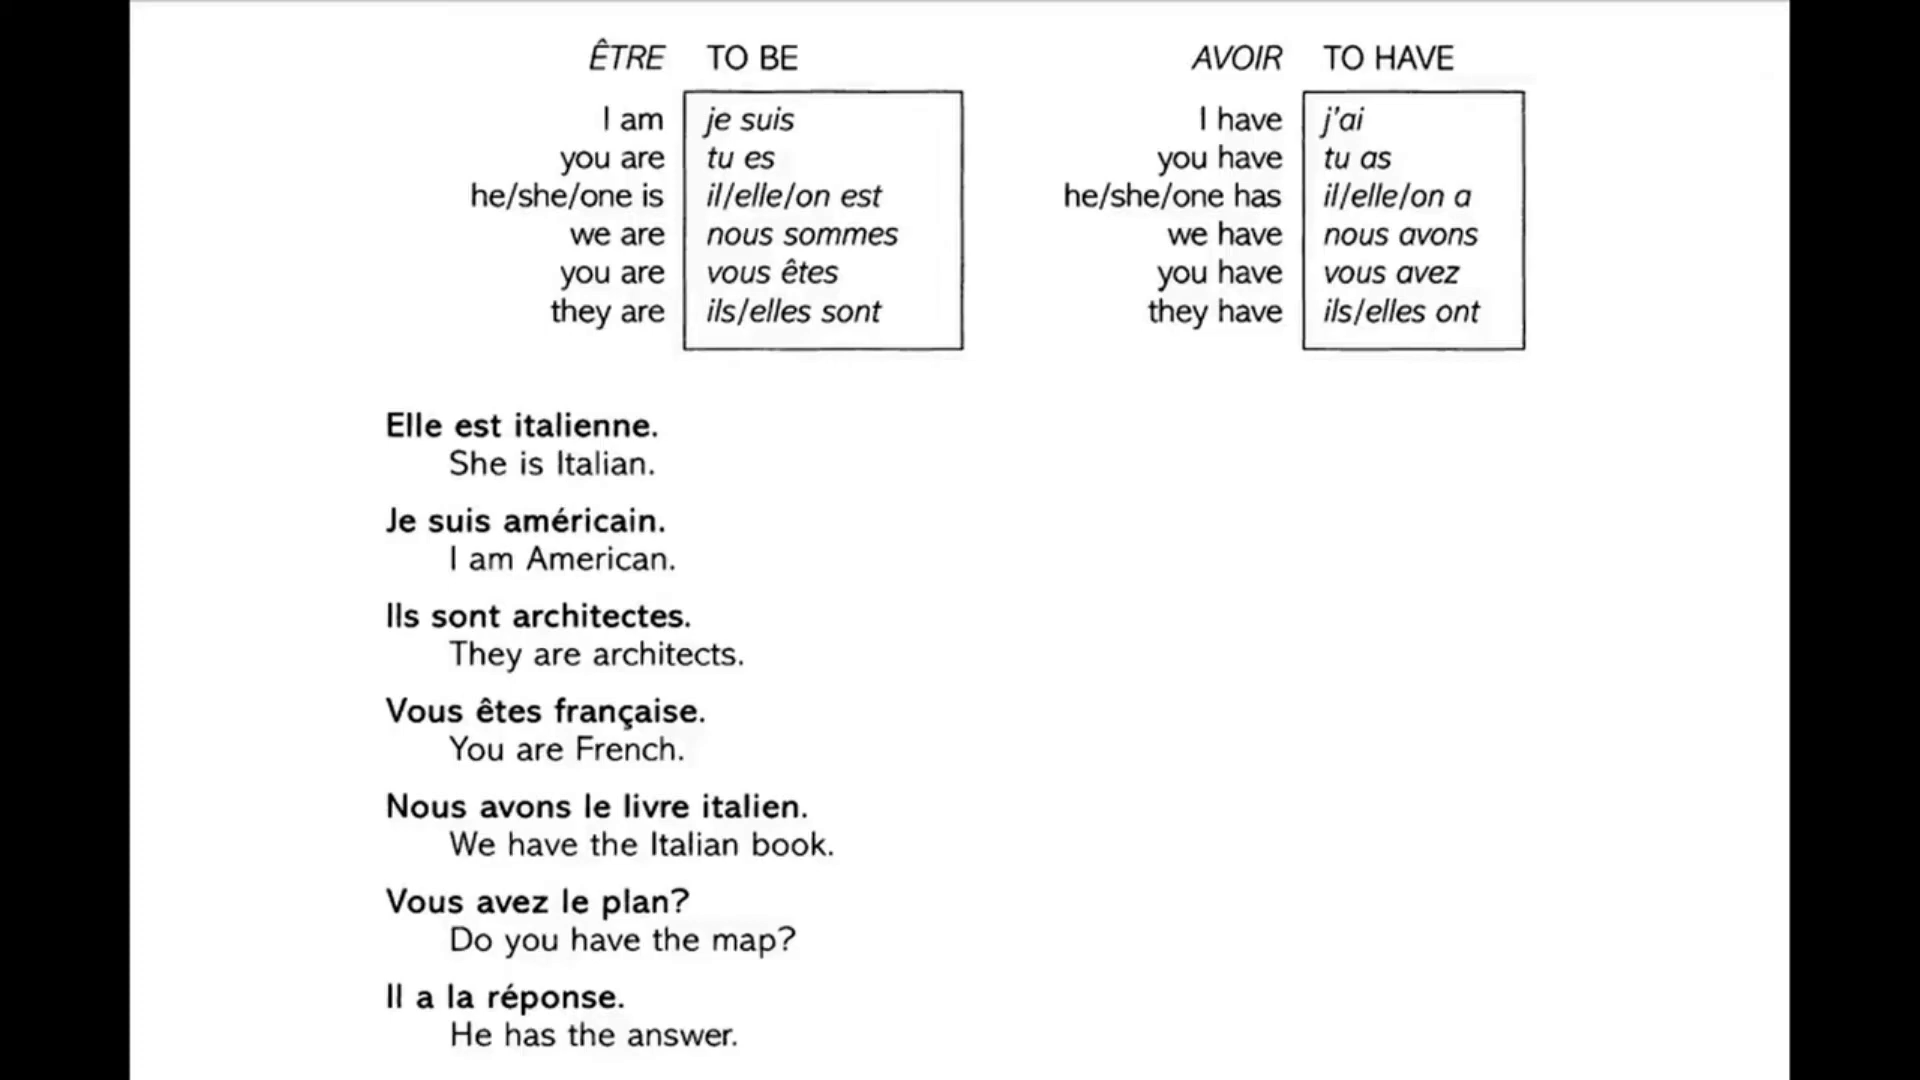 ÊTRE TO BE
I am je suis
you are tu es
he/she/one is il/elle/on est
we are nous sommes
you are vous êtes
they are ils/elles sont
AVOIR TO HAVE
I have j'ai
you have tu as
he/she/one has il/elle/on a
we have nous avons
you have vous avez
they have ils/elles ont
Elle est italienne.
She is Italian.
Je suis américain.
I am American.
Ils sont architectes.
They are architects.
Vous êtes française.
You are French.
Nous avons le livre italien.
We have the Italian book.
Vous avez le plan?
Do you have the map?
Il a la réponse.
He has the answer.